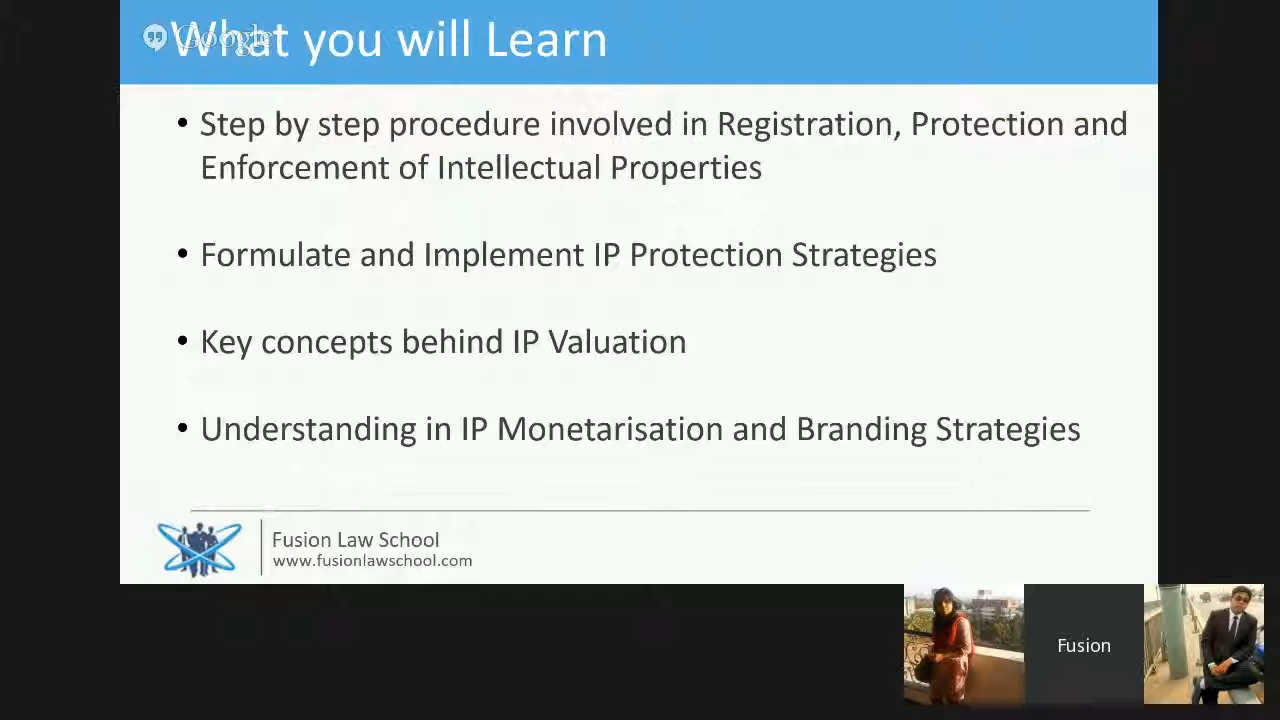 Google
What you will Learn
• Step by step procedure involved in Registration, Protection and
Enforcement of Intellectual Properties
• Formulate and Implement IP Protection Strategies
• Key concepts behind IP Valuation
• Understanding in IP Monetarisation and Branding Strategies
Fusion Law School
www.fusionlawschool.com
Fusion